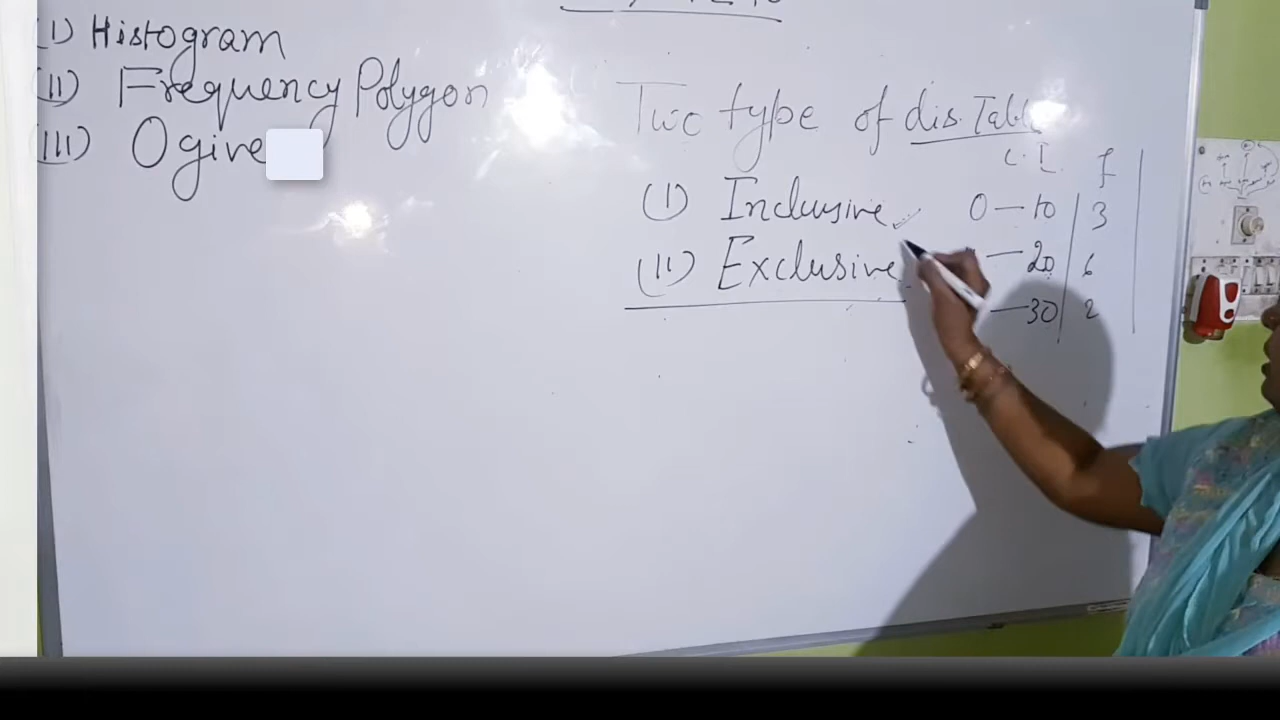 (I) Histogram
(II) Frequency Polygon
(III) Ogive
Two type of dis. Table
(I) Inclusive
(II) Exclusive
C.I. f
0 — 10 3
— 20 6
— 30 2